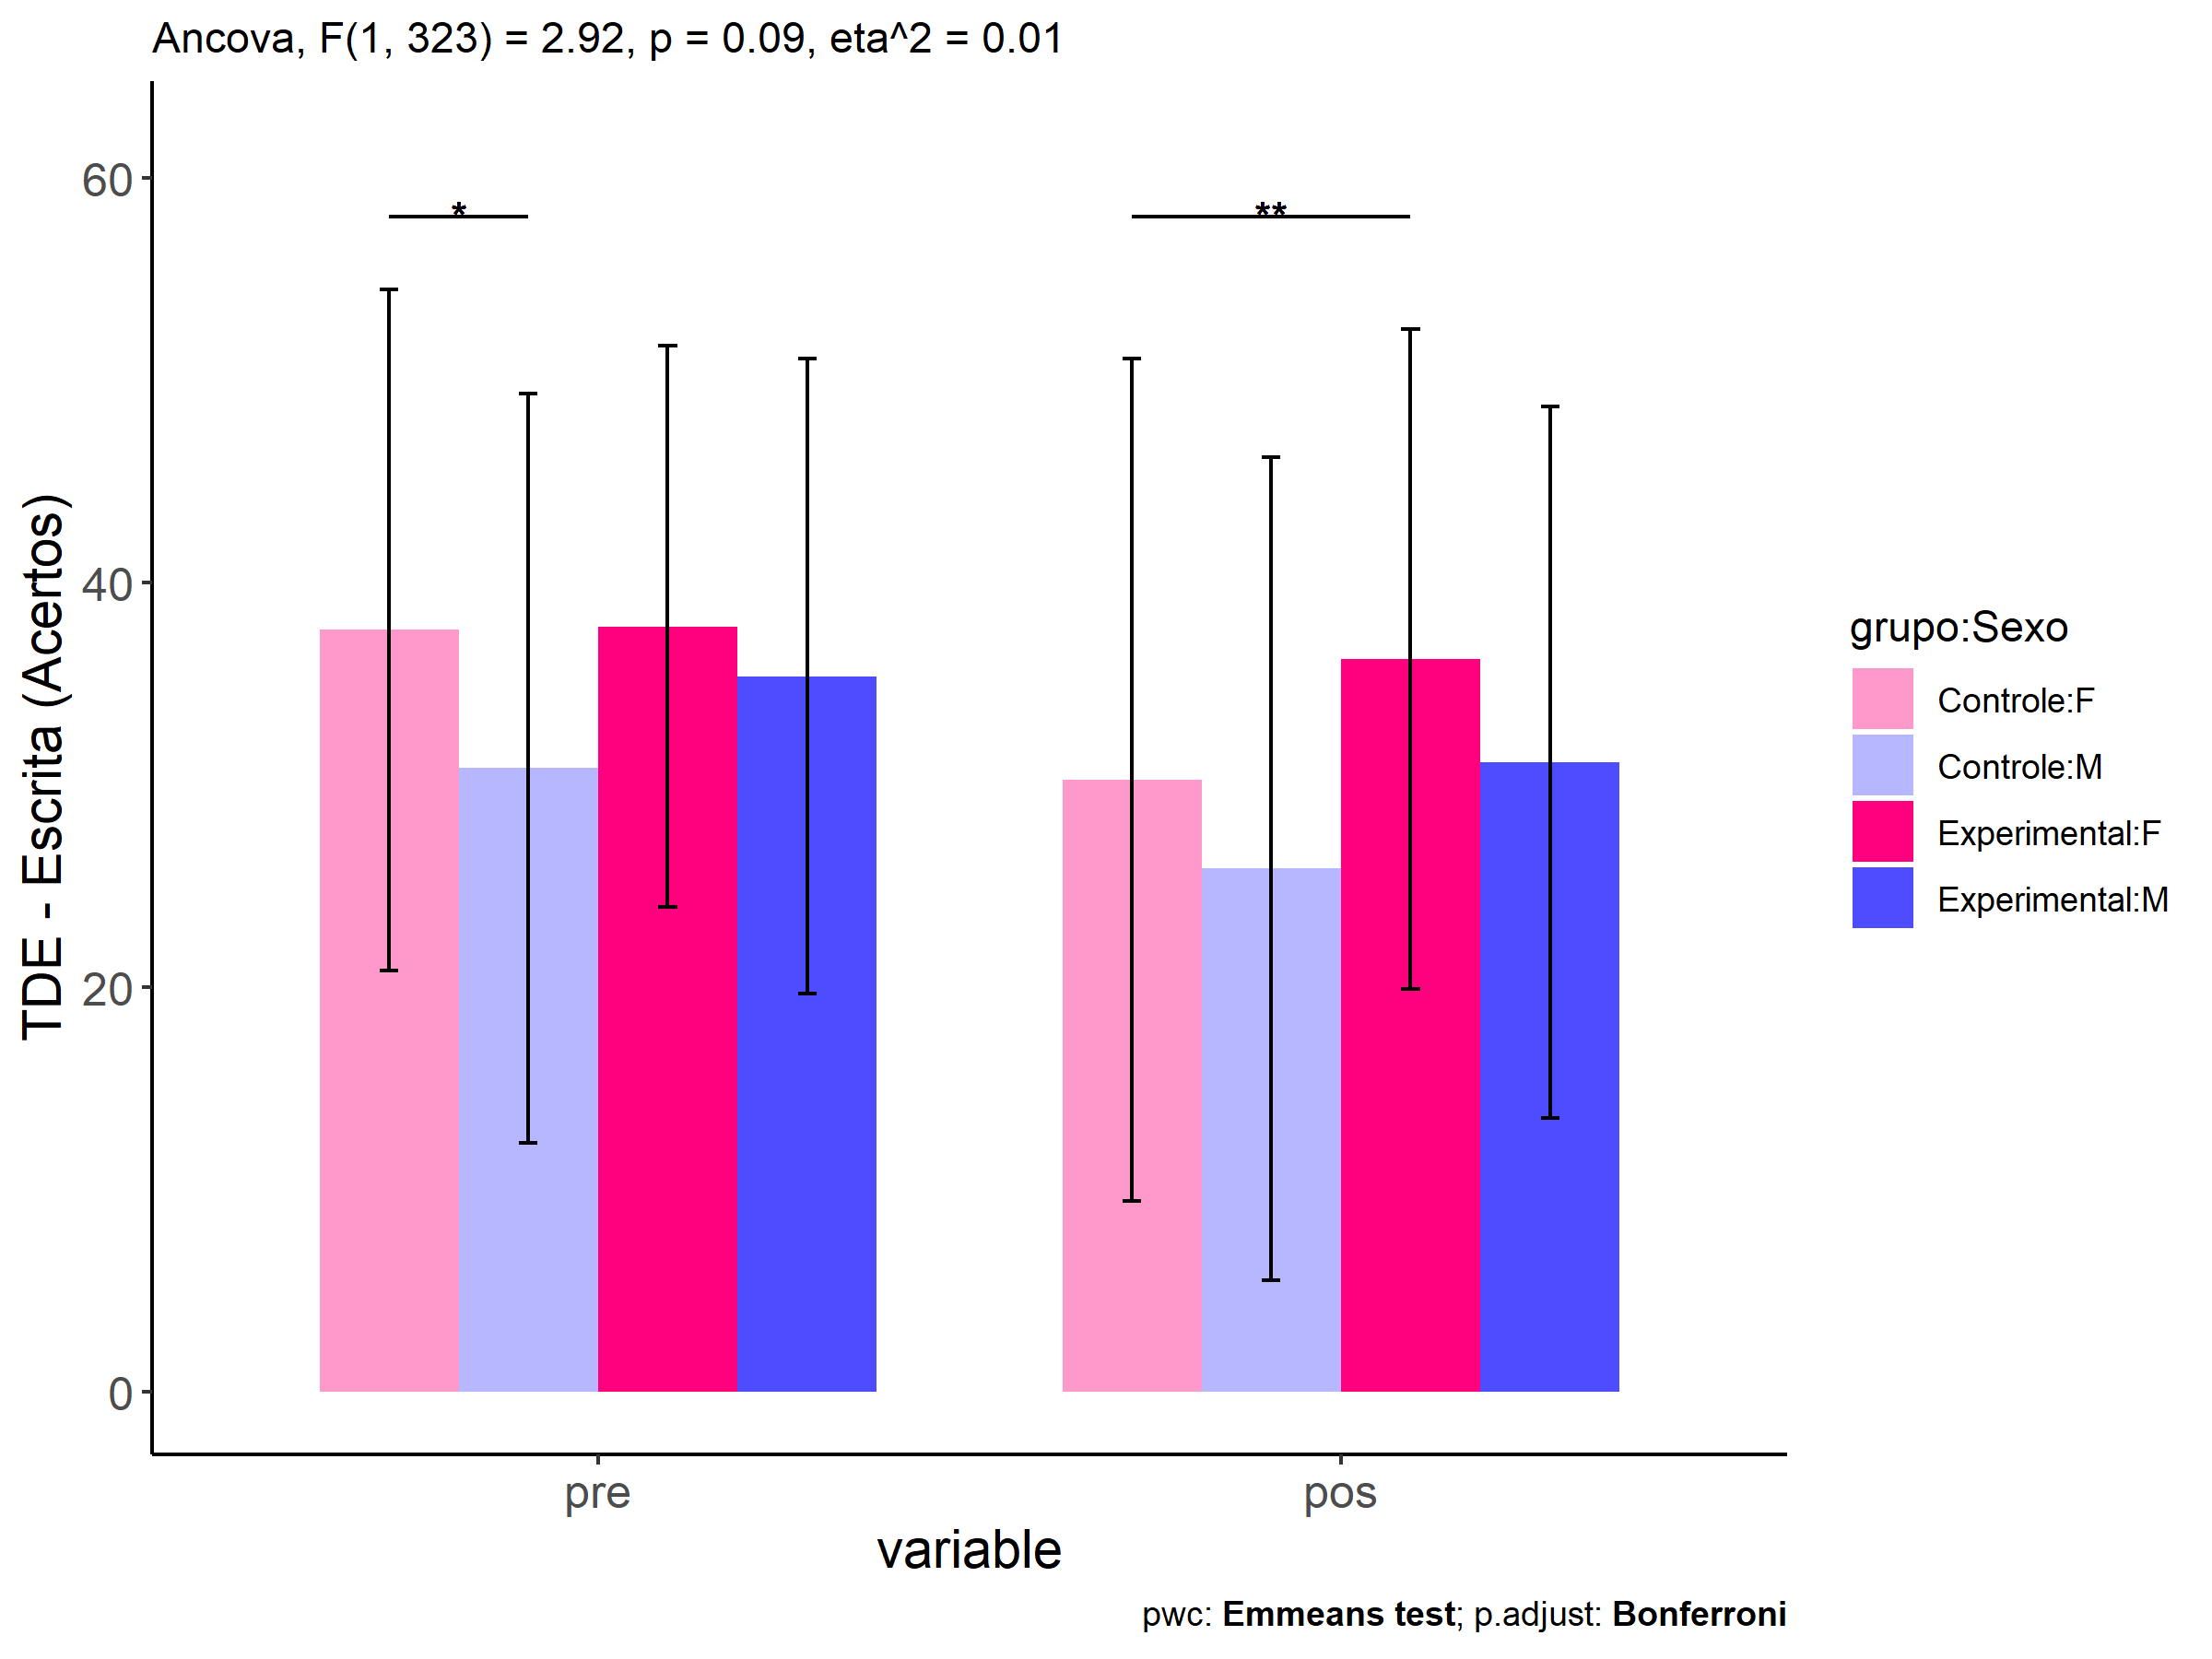 Ancova, F(1, 323) = 2.92, p = 0.09, eta^2 = 0.01
TDE - Escrita (Acertos)
60
40
20
0
*
**
pre
pos
variable
grupo:Sexo
Controle:F
Controle:M
Experimental:F
Experimental:M
pwc: Emmeans test; p.adjust: Bonferroni